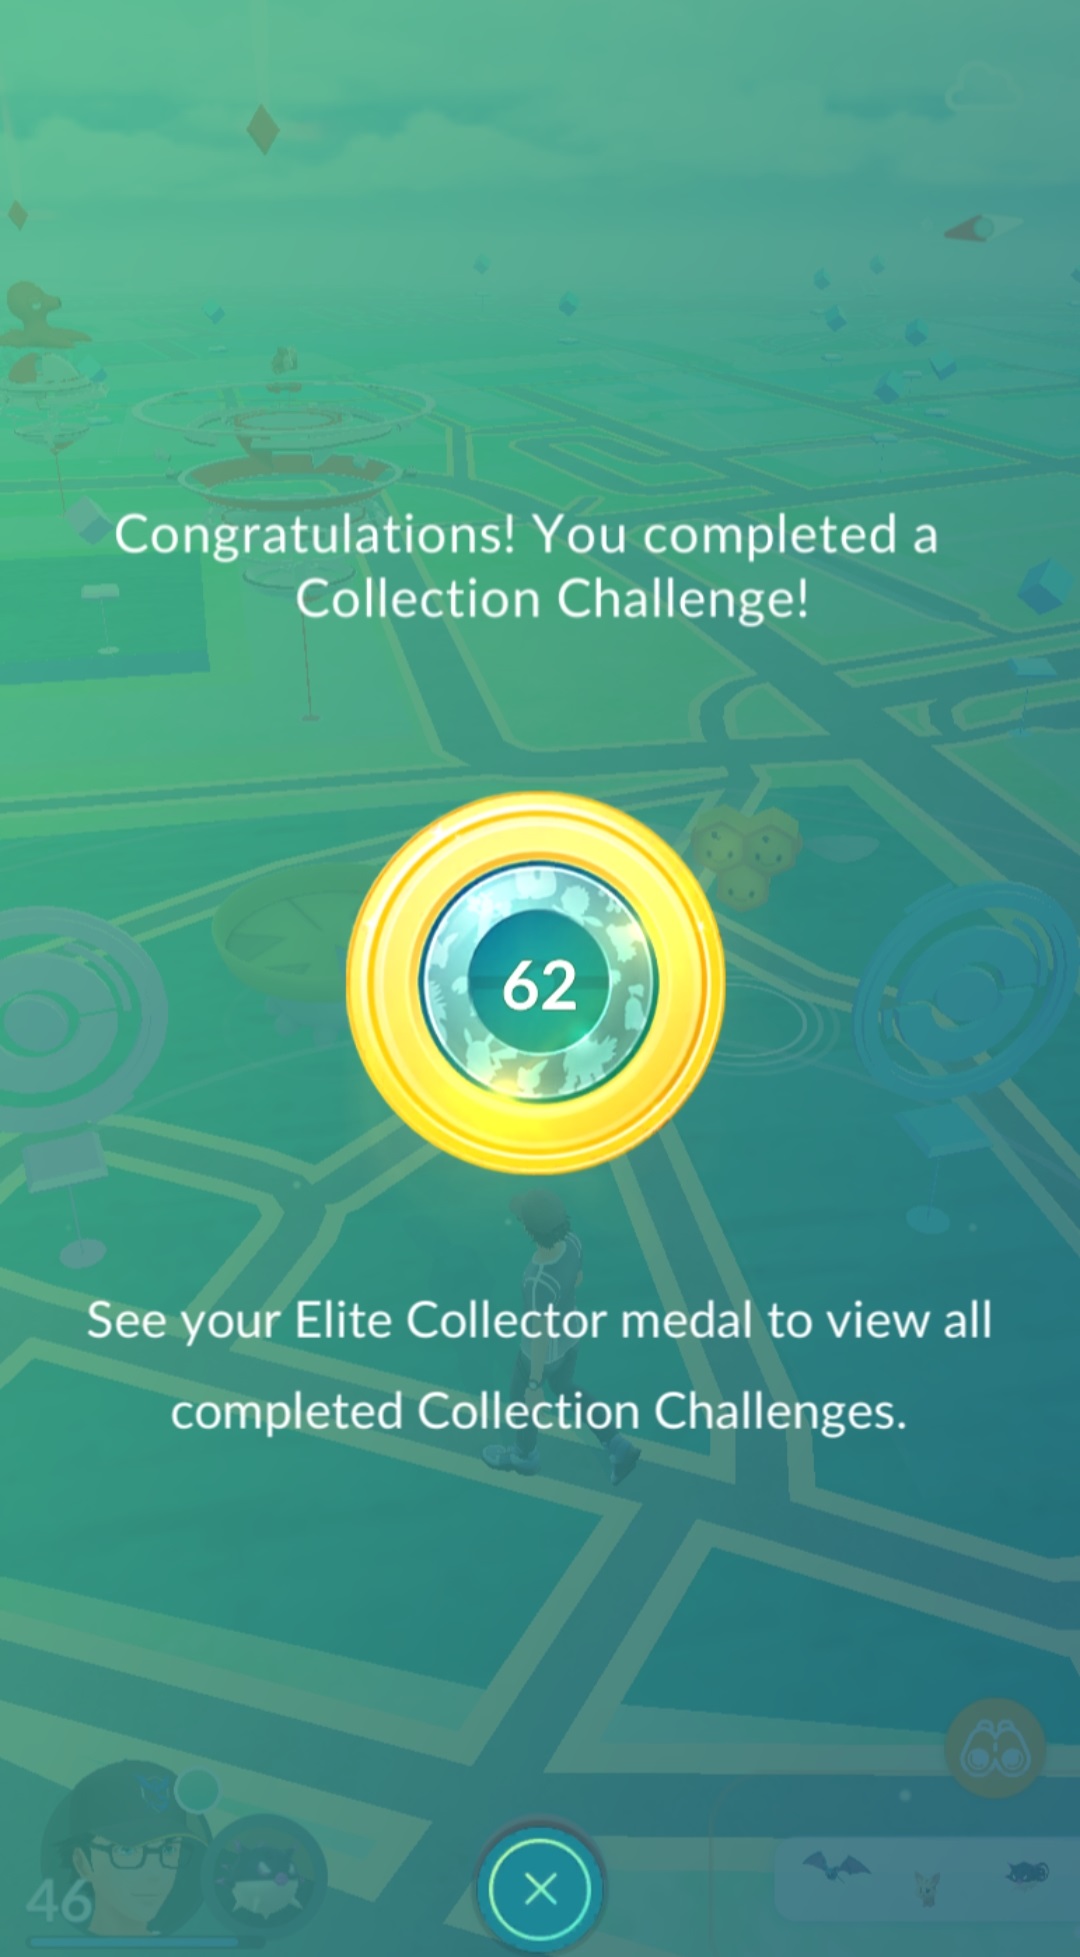 Congratulations! You completed a
Collection Challenge!
62
See your Elite Collector medal to view all
completed Collection Challenges.
46